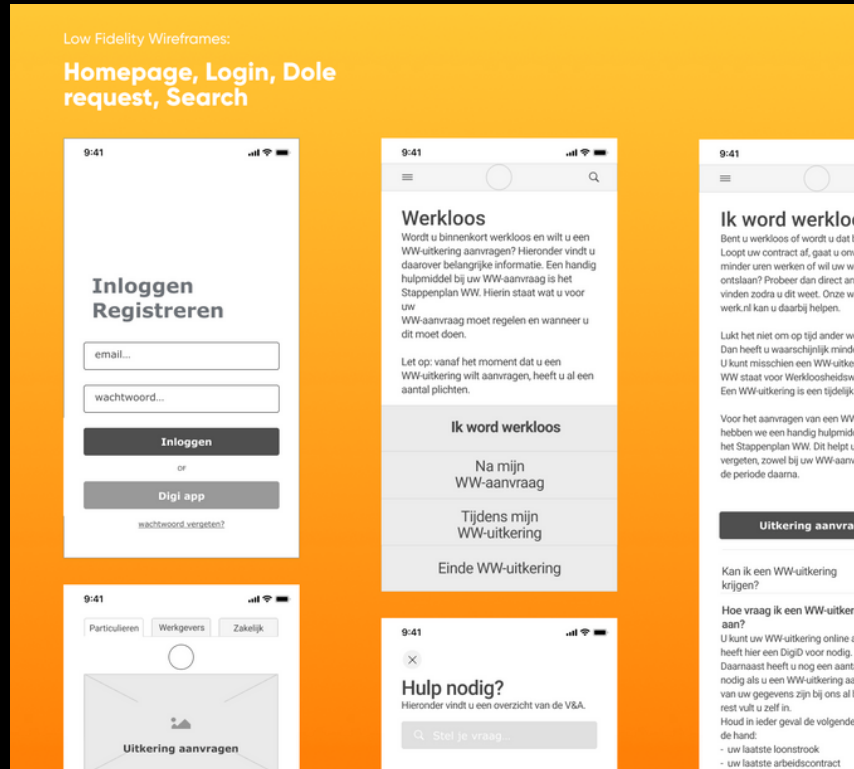 Low Fidelity Wireframes:
Homepage, Login, Dole
request, Search
9:41
Inloggen
Registreren
email...
wachtwoord...
Inloggen
OF
Digi app
wachtwoord vergeten?
9:41
Particulieren
Werkgevers
Zakelijk
Uitkering aanvragen
9:41
Werkloos
Wordt u binnenkort werkloos en wilt u een
WW-uitkering aanvragen? Hieronder vindt u
daarover belangrijke informatie. Een handig
hulpmiddel bij uw WW-aanvraag is het
Stappenplan WW. Hierin staat wat u voor
uw
WW-aanvraag moet regelen en wanneer u
dit moet doen.
Let op: vanaf het moment dat u een
WW-uitkering wilt aanvragen, heeft u al een
aantal plichten.
Ik word werkloos
Na mijn
WW-aanvraag
Tijdens mijn
WW-uitkering
Einde WW-uitkering
9:41
Hulp nodig?
Hieronder vindt u een overzicht van de V&A.
Stel je vraag...
9:41
Ik word werkloo
Bent u werkloos of wordt u dat
Loopt uw contract af, gaat u
minder uren werken of wil uw
ontslaan? Probeer dan direct
vinden zodra u dit weet. Onze
werk.nl kan u daarbij helpen.
Lukt het niet om op tijd ander
Dan heeft u waarschijnlijk
U kunt misschien een
WW staat voor
Een WW-uitkering is een
Voor het aanvragen van een
hebben we een handig
het Stappenplan WW. Dit helpt
vergeten, zowel bij uw
de periode daarna.
Uitkering aanvra
Kan ik een WW-uitkering
krijgen?
Hoe vraag ik een WW-uitker
aan?
U kunt uw WW-uitkering online
heeft hier een DigiD voor nodig.
Daarnaast heeft u nog een
nodig als u een WW-uitkering
van uw gegevens zijn bij ons al
rest vult u zelf in.
Houd in ieder geval de volgende
de hand:
- uw laatste loonstrook
- uw laatste arbeidscontract